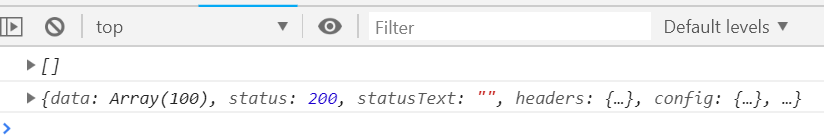 top Filter Default levels
[]
{data: Array(100), status: 200, statusText: "", headers: {…}, config: {…}, …}